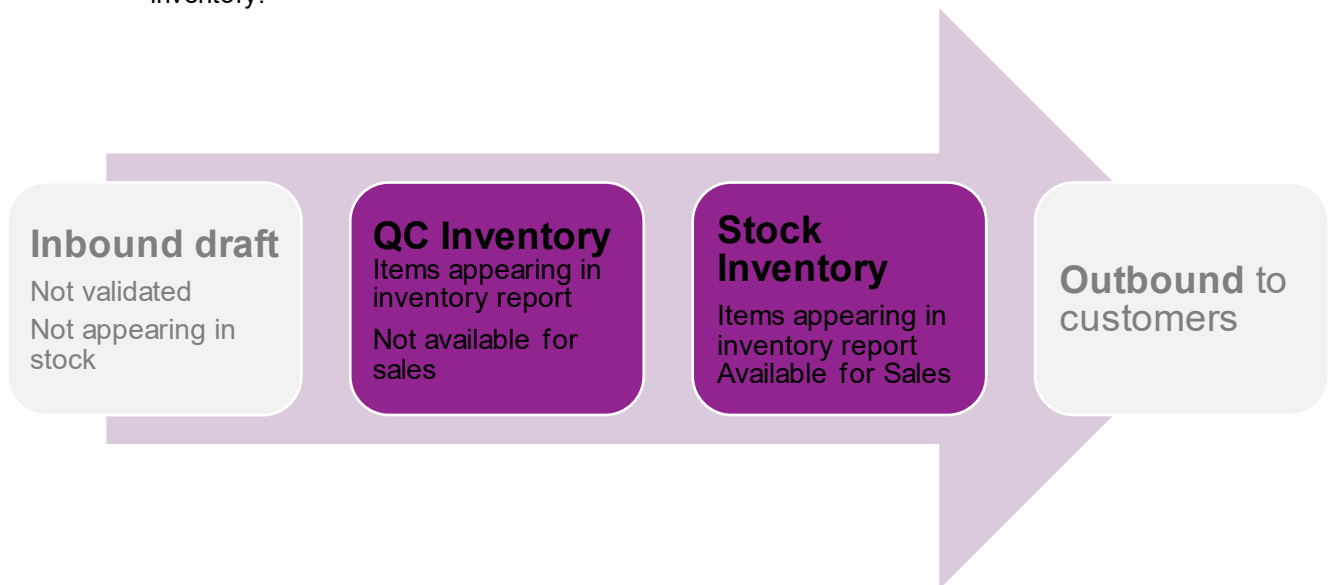 inventory?
Inbound draft
Not validated
Not appearing in
stock
QC Inventory
Items appearing in
inventory report
Not available for
sales
Stock
Inventory
Items appearing in
inventory report
Available for Sales
Outbound to
customers